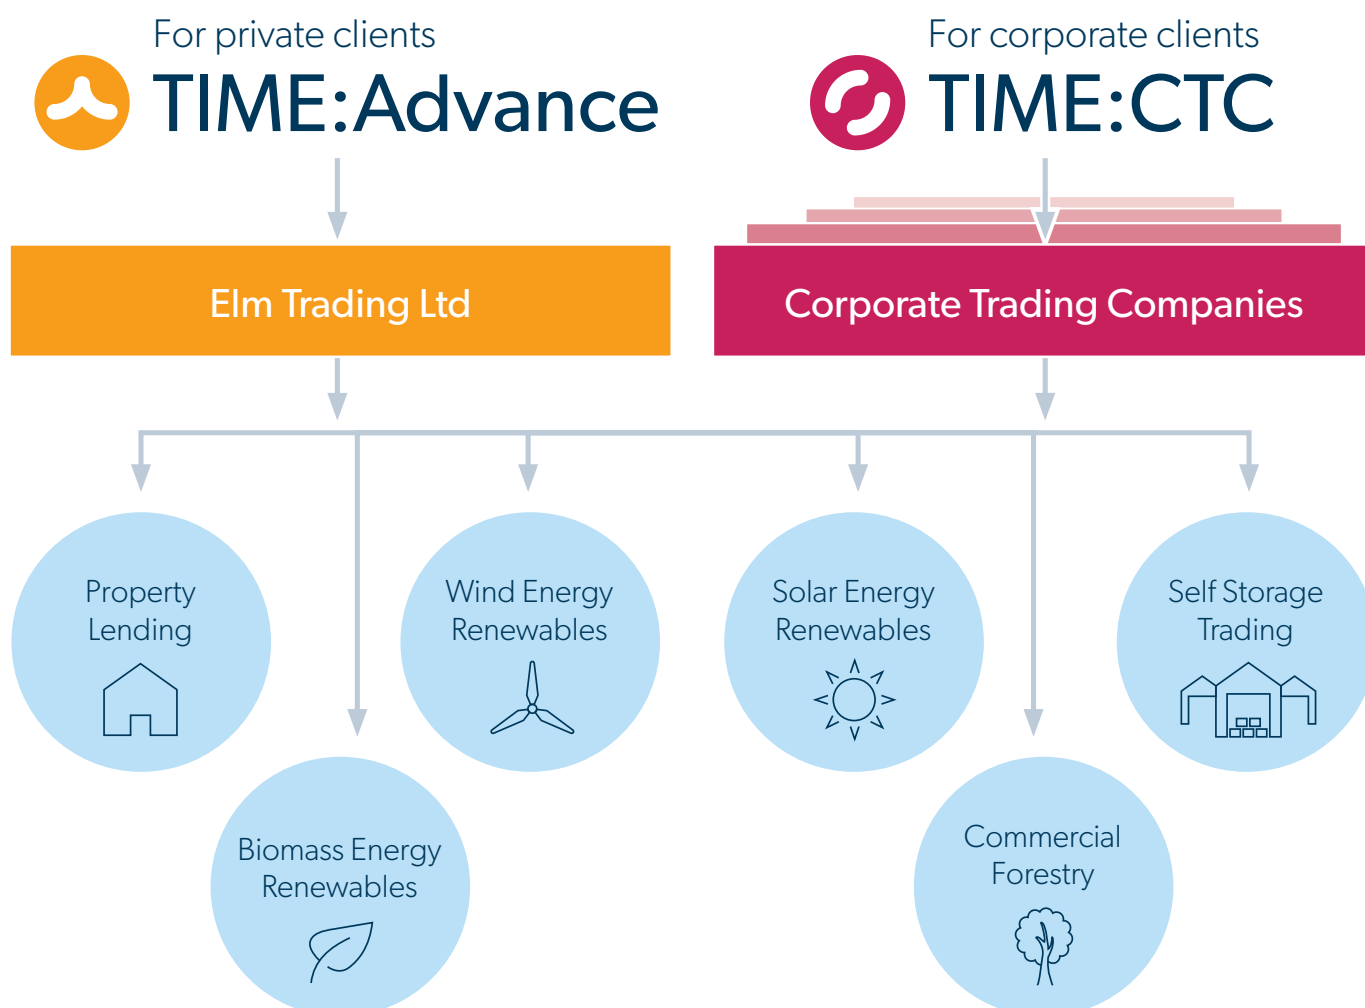 For private clients
TIME:Advance
For corporate clients
TIME:CTC
Elm Trading Ltd
Corporate Trading Companies
Property
Lending
Wind Energy
Renewables
Solar Energy
Renewables
Self Storage
Trading
Biomass Energy
Renewables
Commercial
Forestry